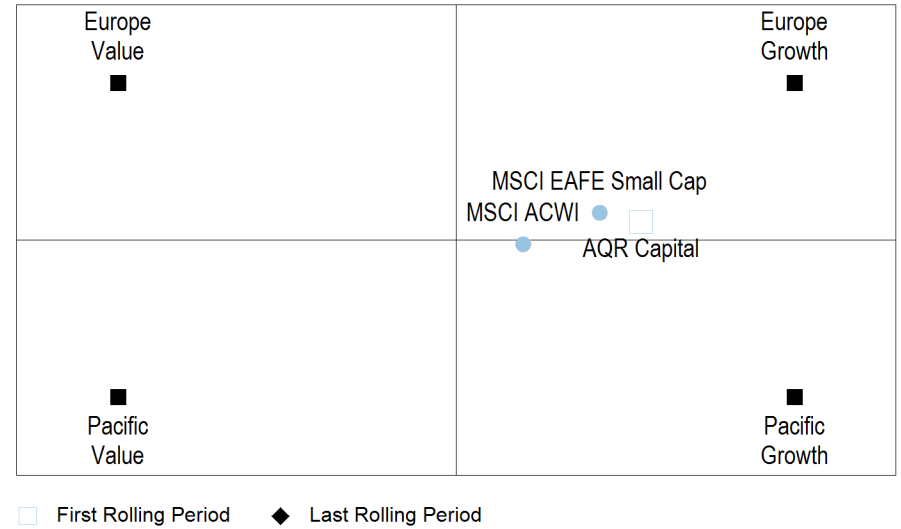 Europe
Value
Europe
Growth
MSCI EAFE Small Cap
MSCI ACWI
AQR Capital
Pacific
Value
Pacific
Growth
First Rolling Period
Last Rolling Period